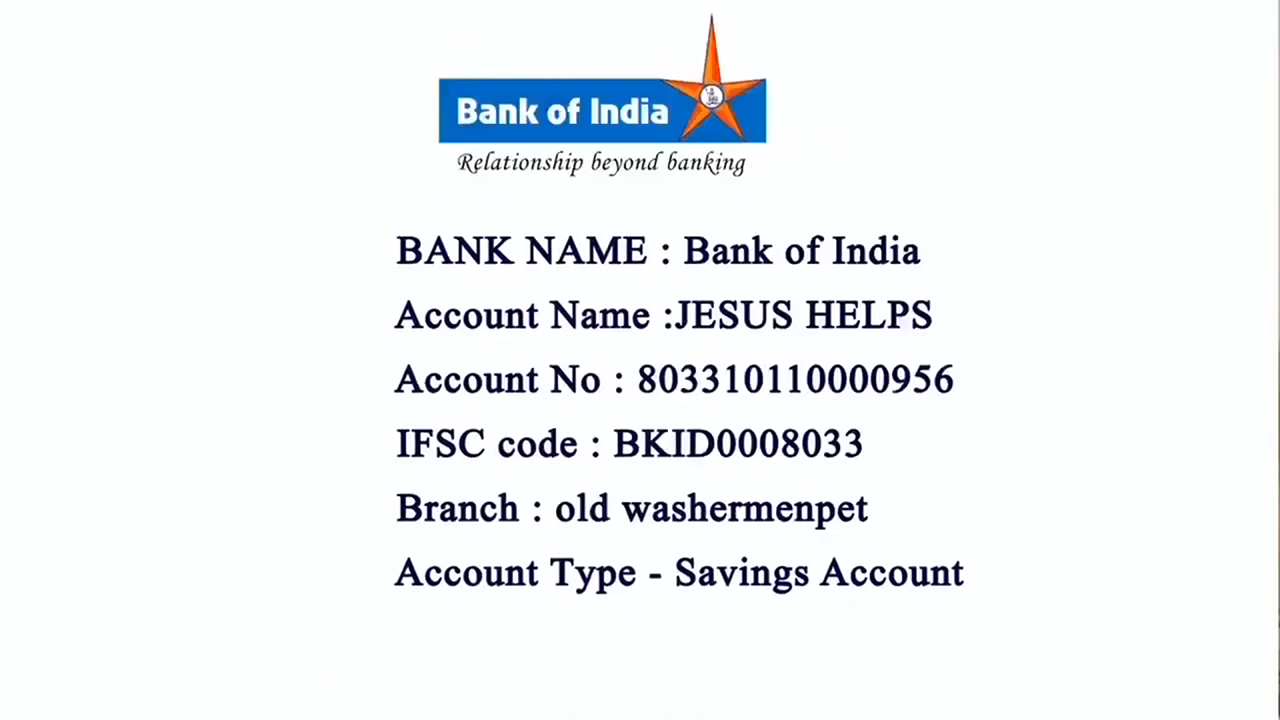 Bank of India
Relationship beyond banking
BANK NAME : Bank of India
Account Name :JESUS HELPS
Account No : 803310110000956
IFSC code : BKID0008033
Branch : old washermenpet
Account Type - Savings Account